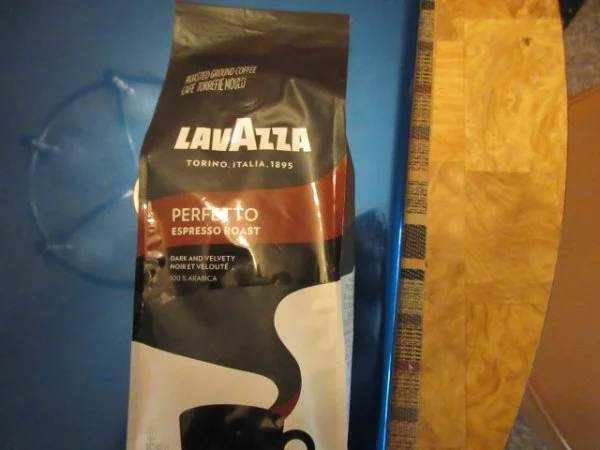 ROASTED GROUND COFFEE
CAFÉ TORRÉFIÉ MOULU
LAVAZZA
TORINO, ITALIA, 1895
PERFETTO
ESPRESSO ROAST
DARK AND VELVETY
NOIR ET VELOUTÉ
100% ARABICA